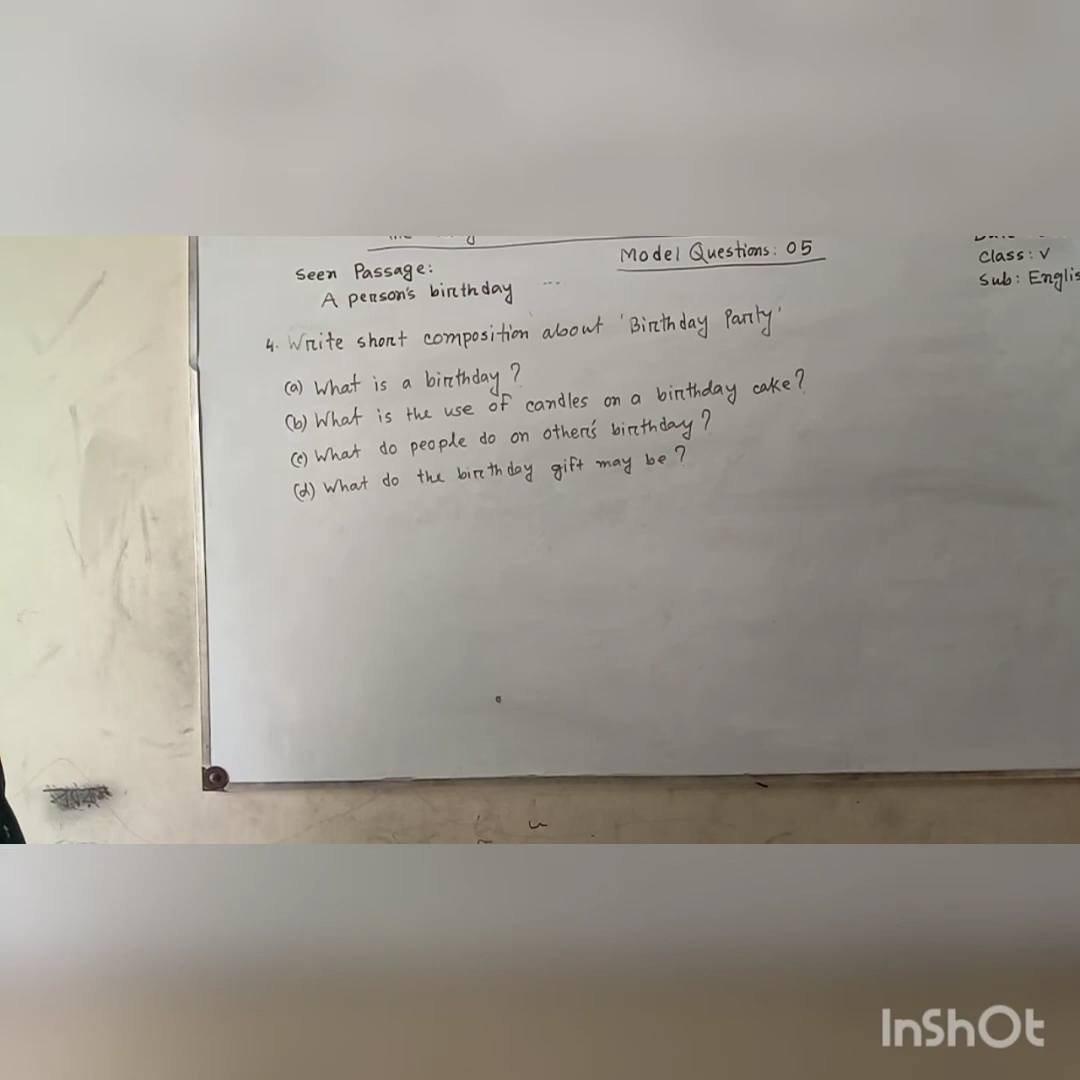 Model Questions: 05
Class: V
Sub: Englis
Seen Passage:
A person's birthday ...
4. Write short composition about 'Birthday Party'
(a) What is a birthday?
(b) What is the use of candles on a birthday cake?
(c) What do people do on other's birthday?
(d) What do the birthday gift may be?
InShOt